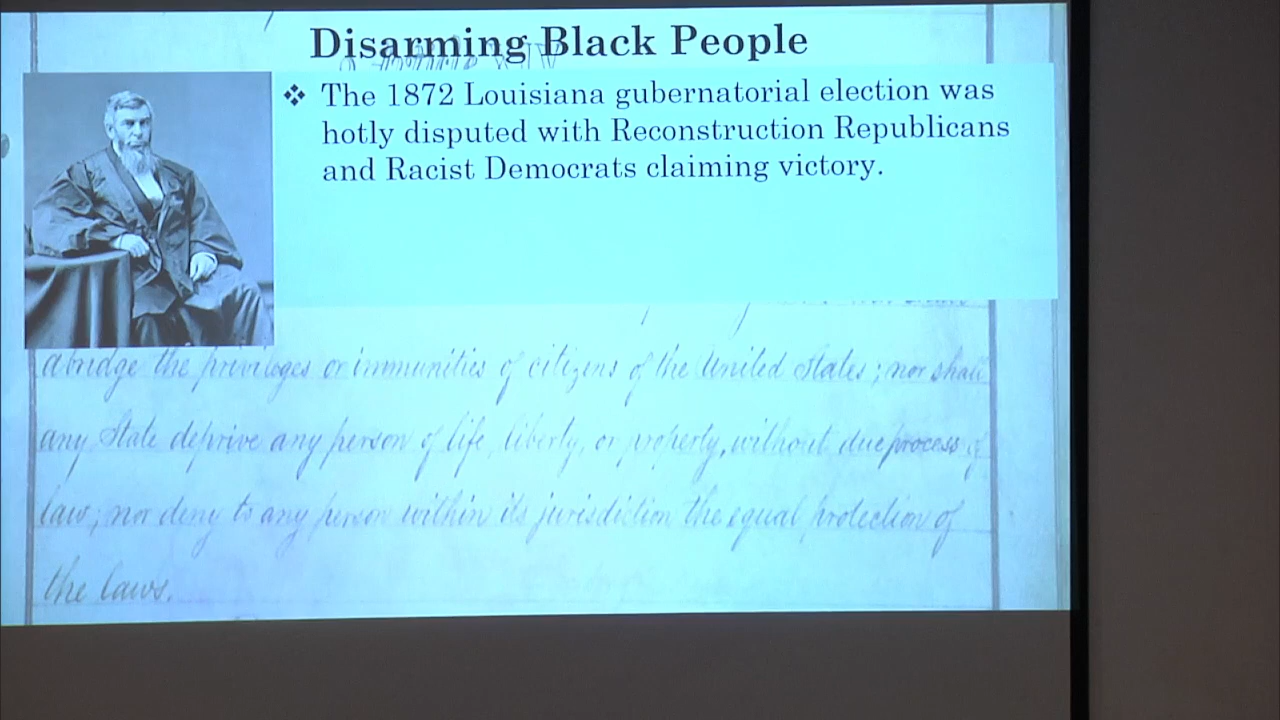 Disarming Black People
❖ The 1872 Louisiana gubernatorial election was
hotly disputed with Reconstruction Republicans
and Racist Democrats claiming victory.
abridge the privileges or immunities of citizens of the United States; nor shall
any State deprive any person of life, liberty, or property, without due process of
law; nor deny to any person within its jurisdiction the equal protection of
the laws.